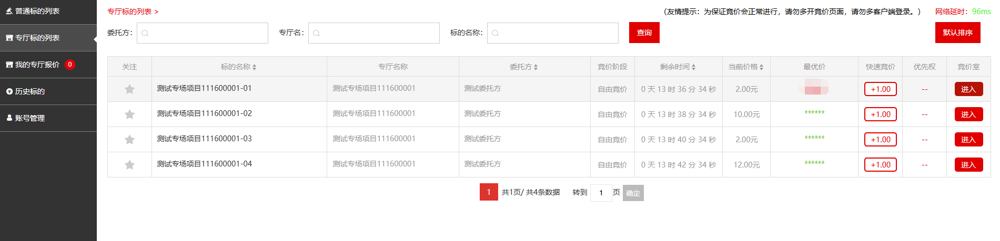 普通标的列表
专厅标的列表
我的专厅报价 0
历史标的
账号管理
专厅标的列表 >
(友情提示：为保证竞价会正常进行，请勿多开竞价页面，请勿多客户端登录。)
网络延时：96ms
委托方：
专厅名：
标的名称：
查询
默认排序
关注 标的名称 专厅名称 委托方 竞价阶段 剩余时间 当前价格 最优价 快速竞价 优先权 竞价室
测试专场项目111600001-01 测试专场项目111600001 测试委托方 自由竞价 0 天 13 时 36 分 34 秒 2.00元 +1.00 -- 进入
测试专场项目111600001-02 测试专场项目111600001 测试委托方 自由竞价 0 天 13 时 38 分 34 秒 10.00元 ****** +1.00 -- 进入
测试专场项目111600001-03 测试专场项目111600001 测试委托方 自由竞价 0 天 13 时 40 分 34 秒 2.00元 ****** +1.00 -- 进入
测试专场项目111600001-04 测试专场项目111600001 测试委托方 自由竞价 0 天 13 时 42 分 34 秒 12.00元 ****** +1.00 -- 进入
1 共1页/ 共4条数据 转到 1 页 确定